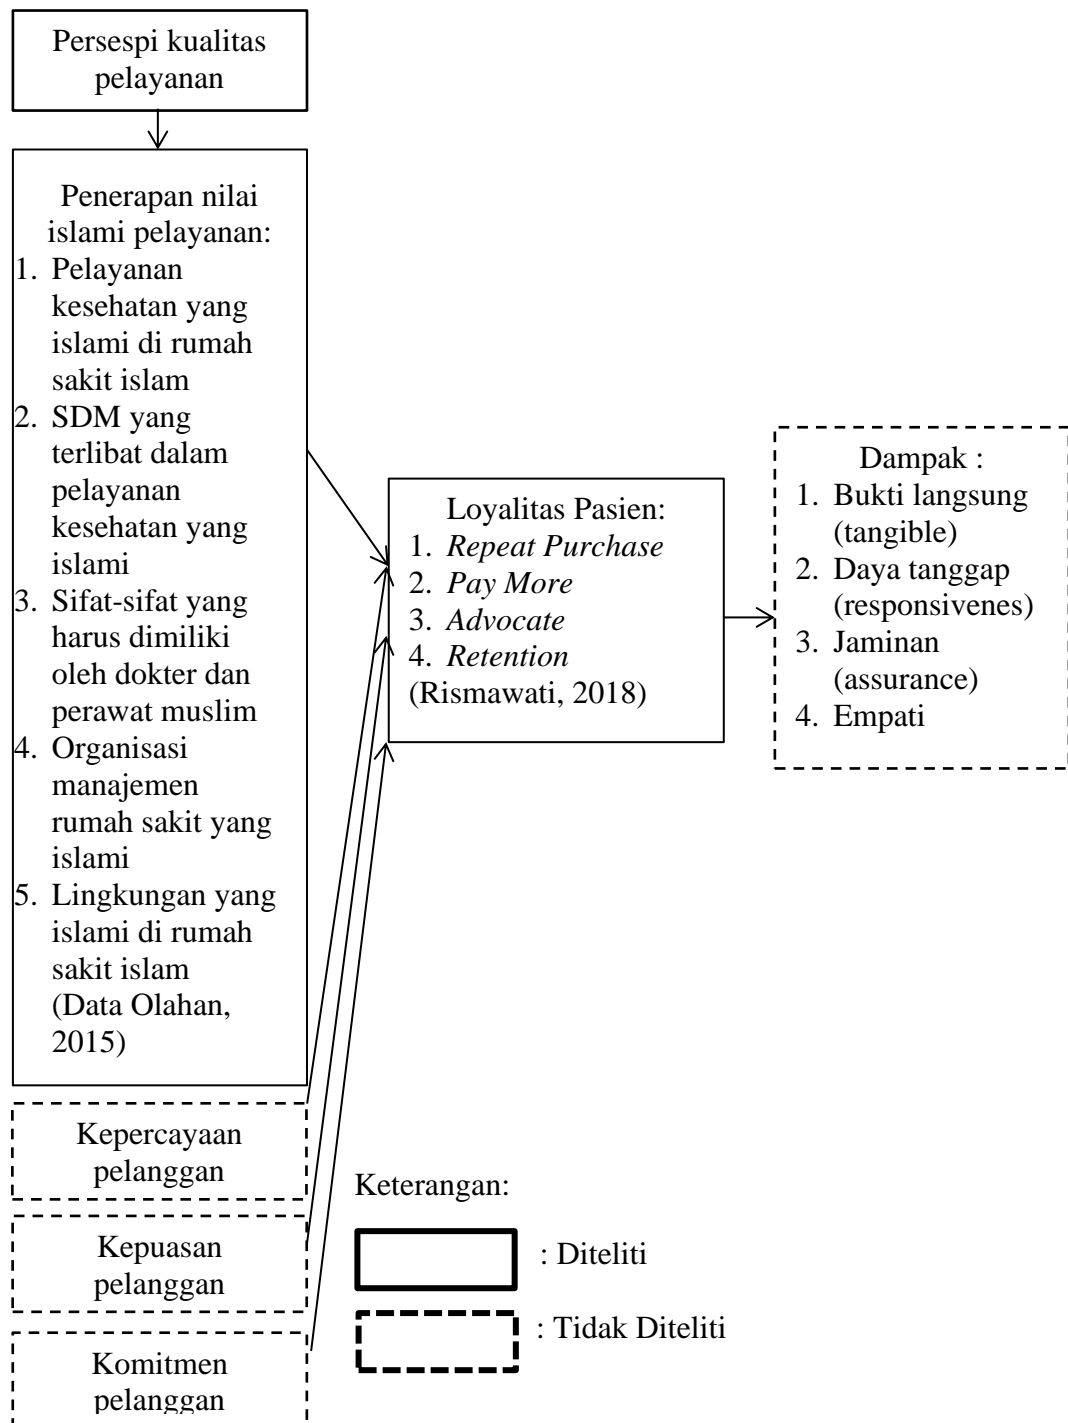 Persespi kualitas
pelayanan
Penerapan nilai
islami pelayanan:
1. Pelayanan
kesehatan yang
islami di rumah
sakit islam
2. SDM yang
terlibat dalam
pelayanan
kesehatan yang
islami
3. Sifat-sifat yang
harus dimiliki
oleh dokter dan
perawat muslim
4. Organisasi
manajemen
rumah sakit yang
islami
5. Lingkungan yang
islami di rumah
sakit islam
(Data Olahan,
2015)
Kepercayaan
pelanggan
Kepuasan
pelanggan
Komitmen
pelanggan
Loyalitas Pasien:
1. Repeat Purchase
2. Pay More
3. Advocate
4. Retention
(Rismawati, 2018)
Dampak :
1. Bukti langsung
(tangible)
2. Daya tanggap
(responsivenes)
3. Jaminan
(assurance)
4. Empati
Keterangan:
: Diteliti
: Tidak Diteliti